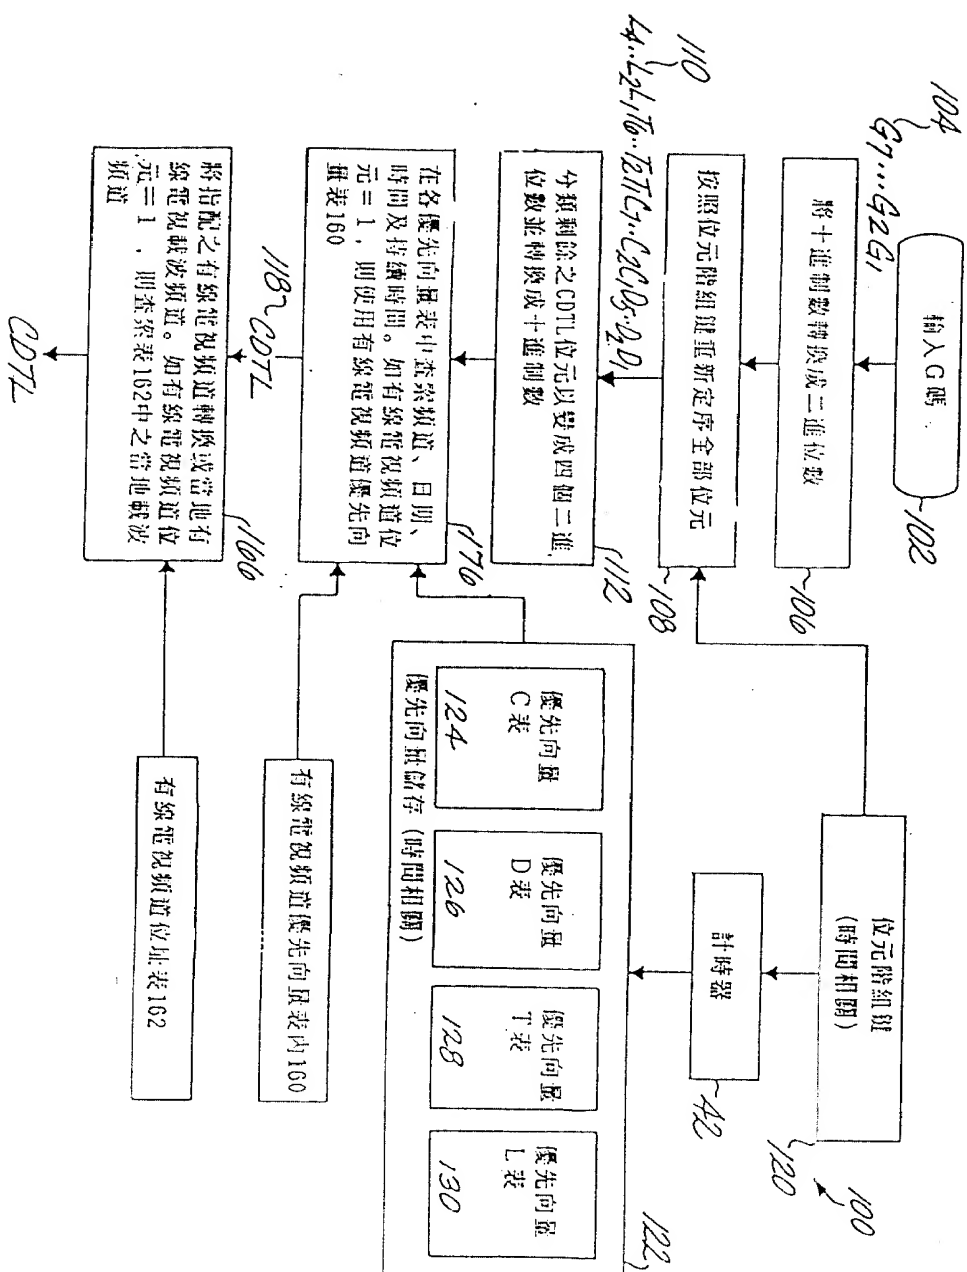 104
G7....G2G1
輸入G碼
102
將十進制數轉換成二進位數
106
按照位元階組鍵重新定序全部位元
108
110
L4..L2L1T6..T2T1C7..C2C1D5..D2D1
分類剩餘之CDTL位元以變成四個二進
位數並轉換成十進制數
112
在各優先向量表中查索頻道、日期、
時間及持續時間。如有線電視頻道位
元=1,則使用有線電視頻道優先向
量表160
176
118~CDTL
將指配之有線電視頻道轉換或當地有
線電視載波頻道。如有線電視頻道位
元=1,則查索表162中之當地載波
頻道
166
CDTL
位元階組
(時間相關)
120
100
計時器
42
優先向量
C表
124
優先向量
D表
126
優先向量
T表
128
優先向量
L表
130
優先向量儲存(時間相關)
122
有線電視頻道優先向量表內160
有線電視頻道位址表162